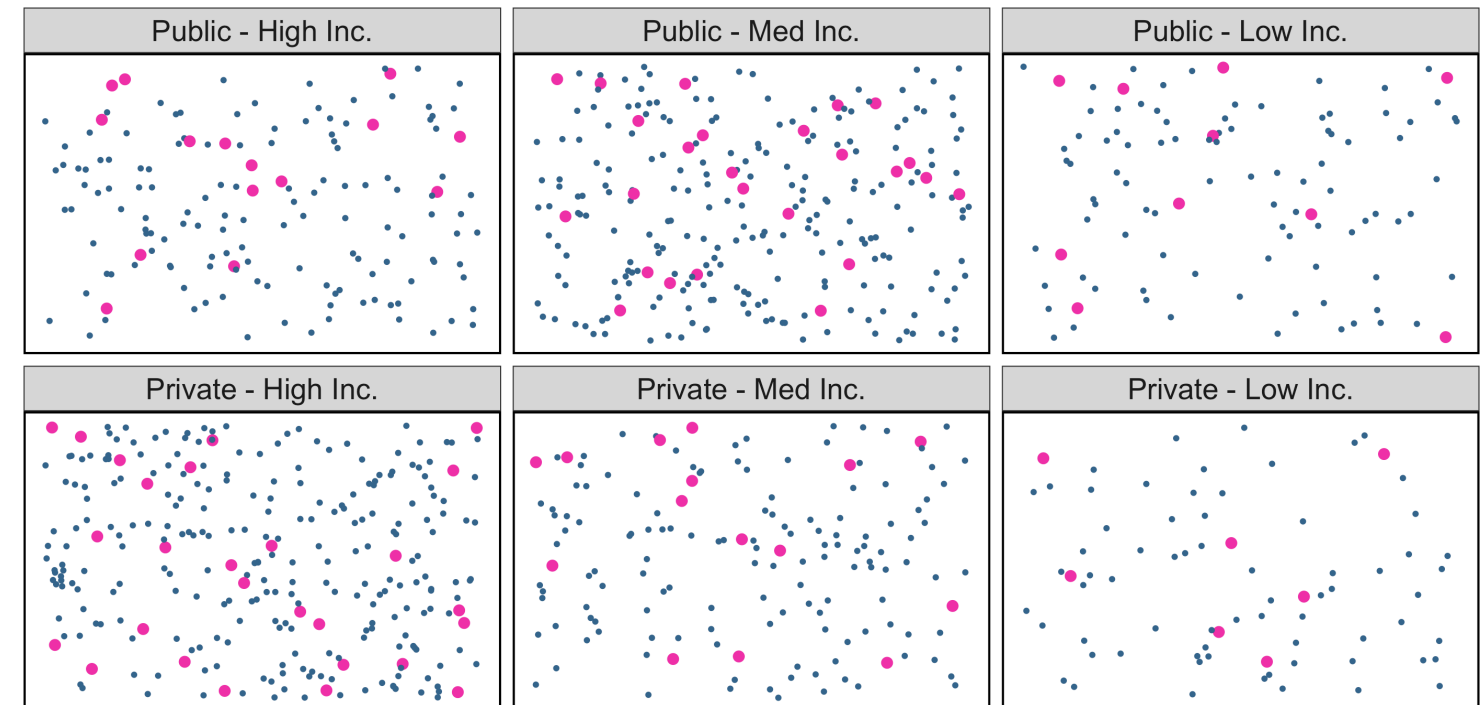 Public - High Inc.
Public - Med Inc.
Public - Low Inc.
Private - High Inc.
Private - Med Inc.
Private - Low Inc.